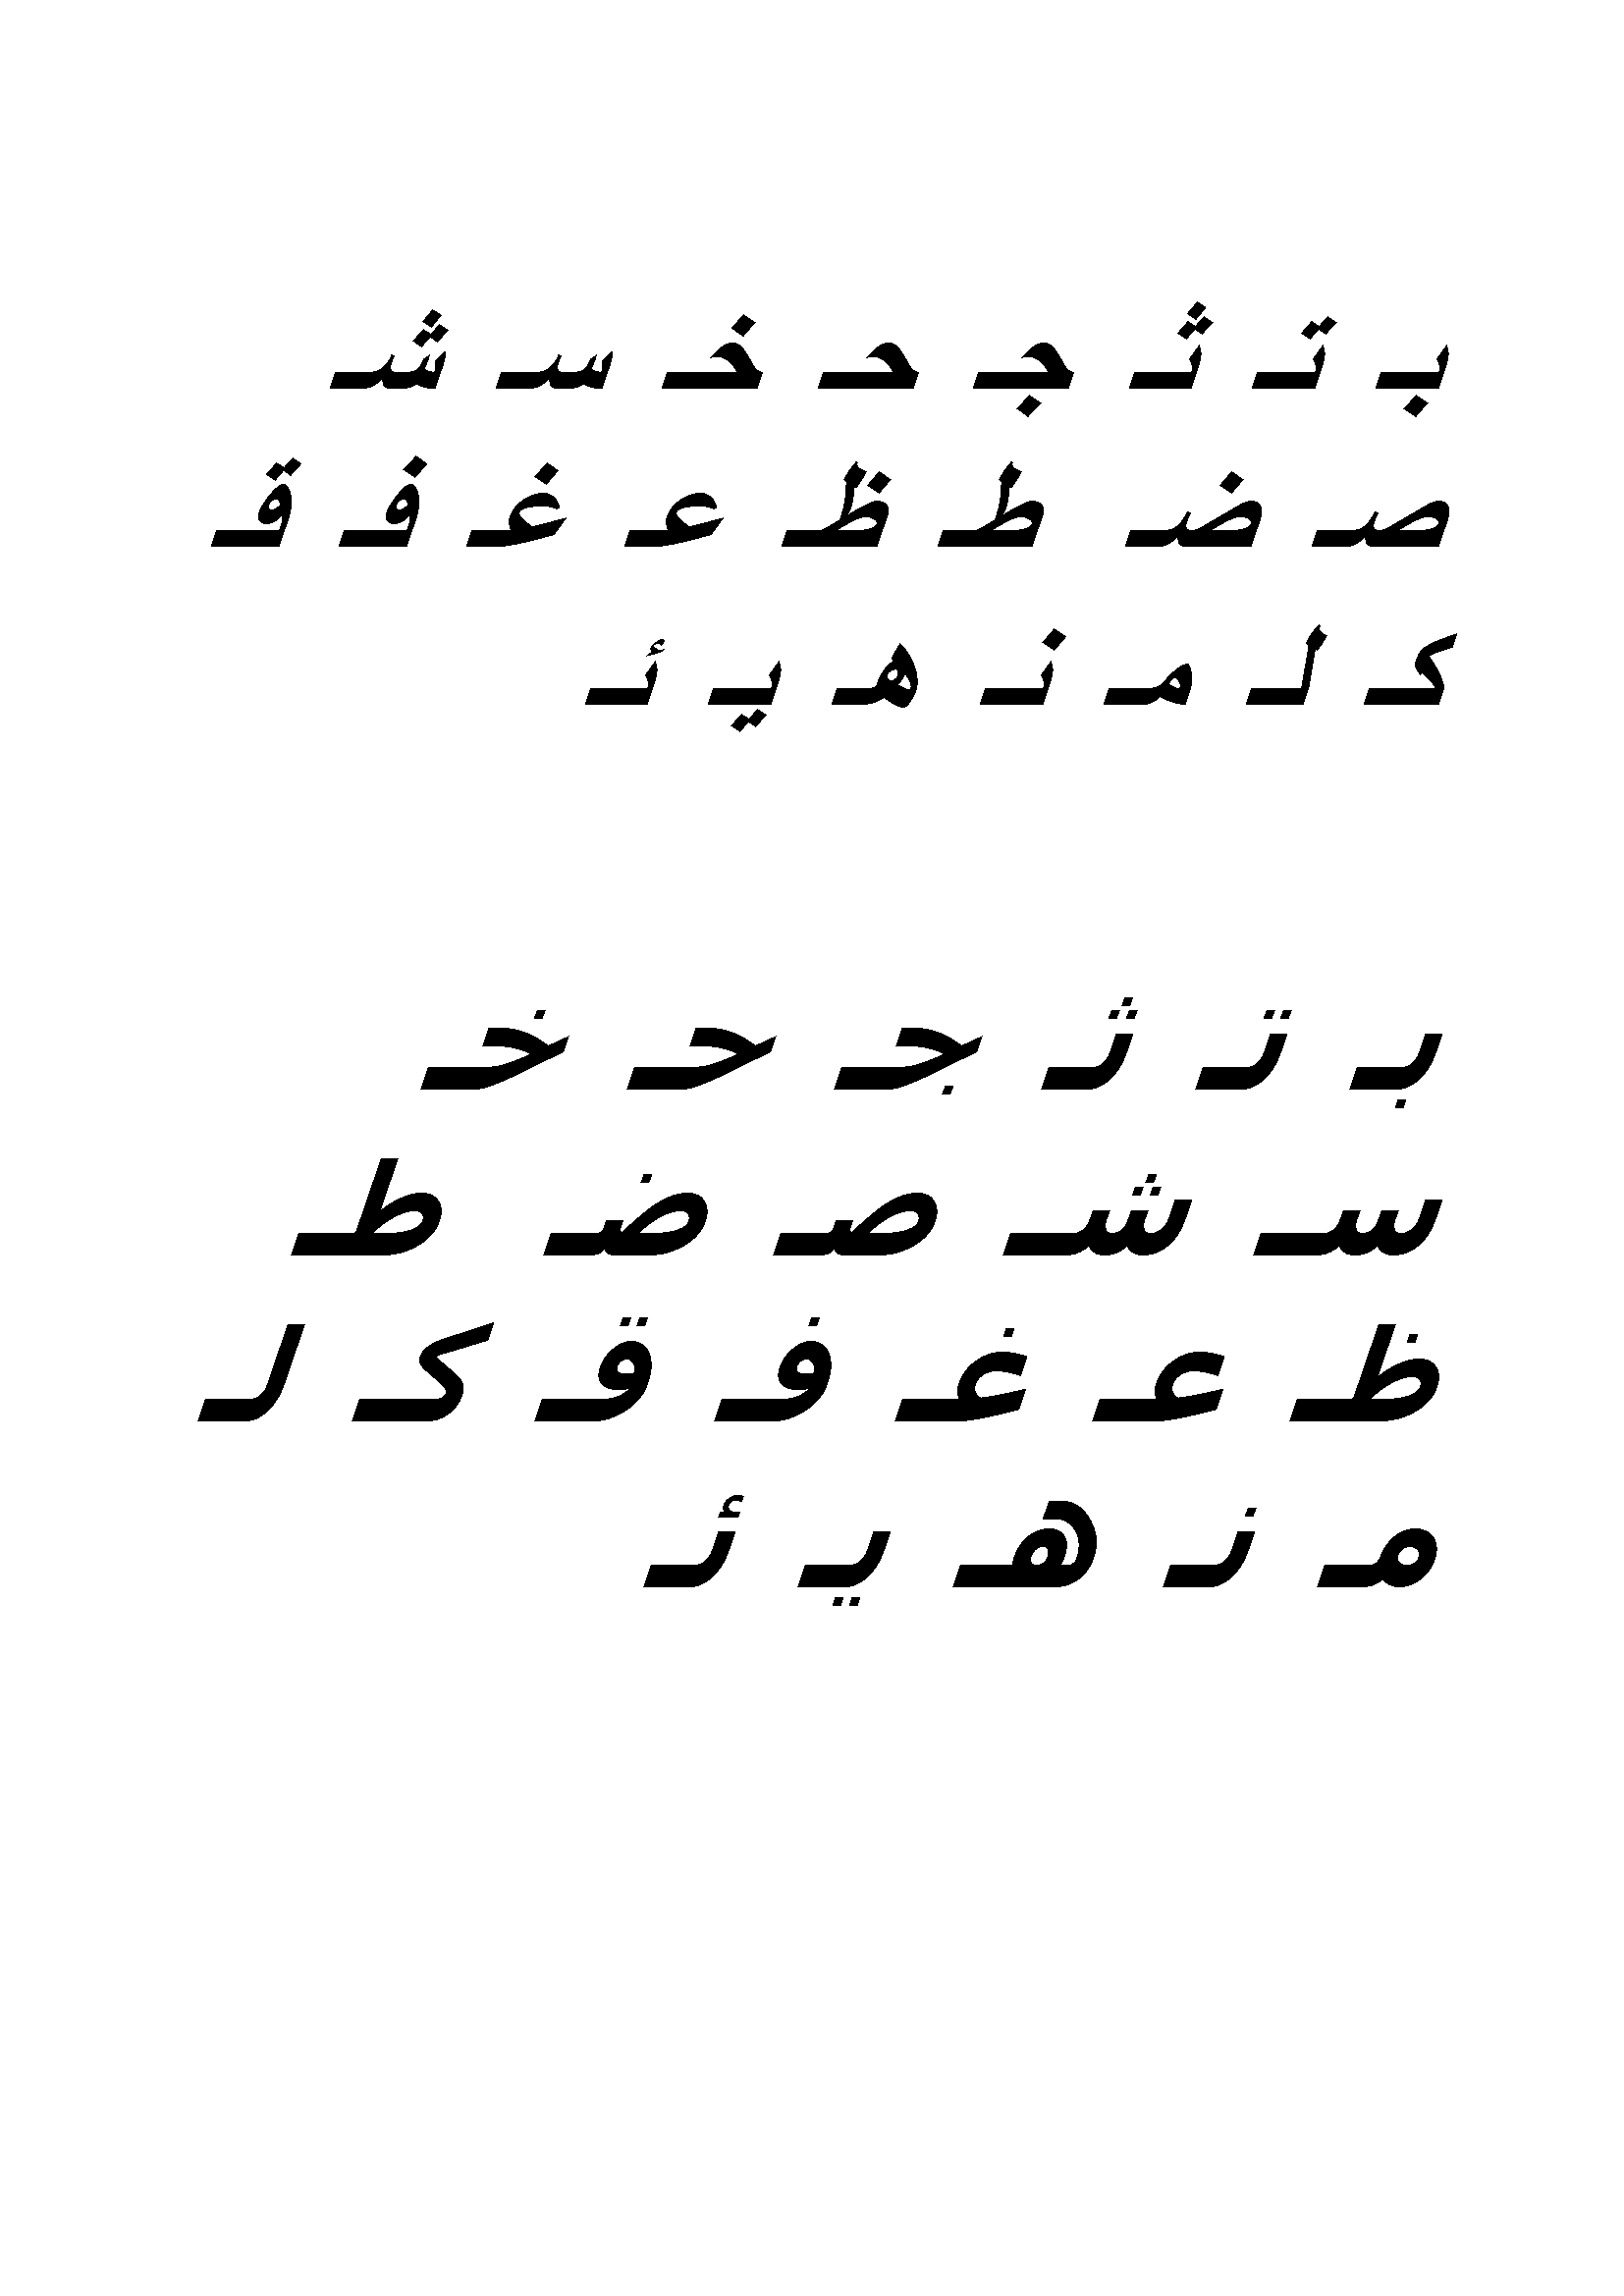 بـ تـ ثـ جـ حـ خـ سـ شـ
صـ ضـ طـ ظـ عـ غـ فـ قـ
كـ لـ مـ نـ هـ يـ ئـ
بـ تـ ثـ جـ حـ خـ
سـ شـ صـ ضـ طـ
ظـ عـ غـ فـ قـ كـ لـ
مـ نـ هـ يـ ئـ